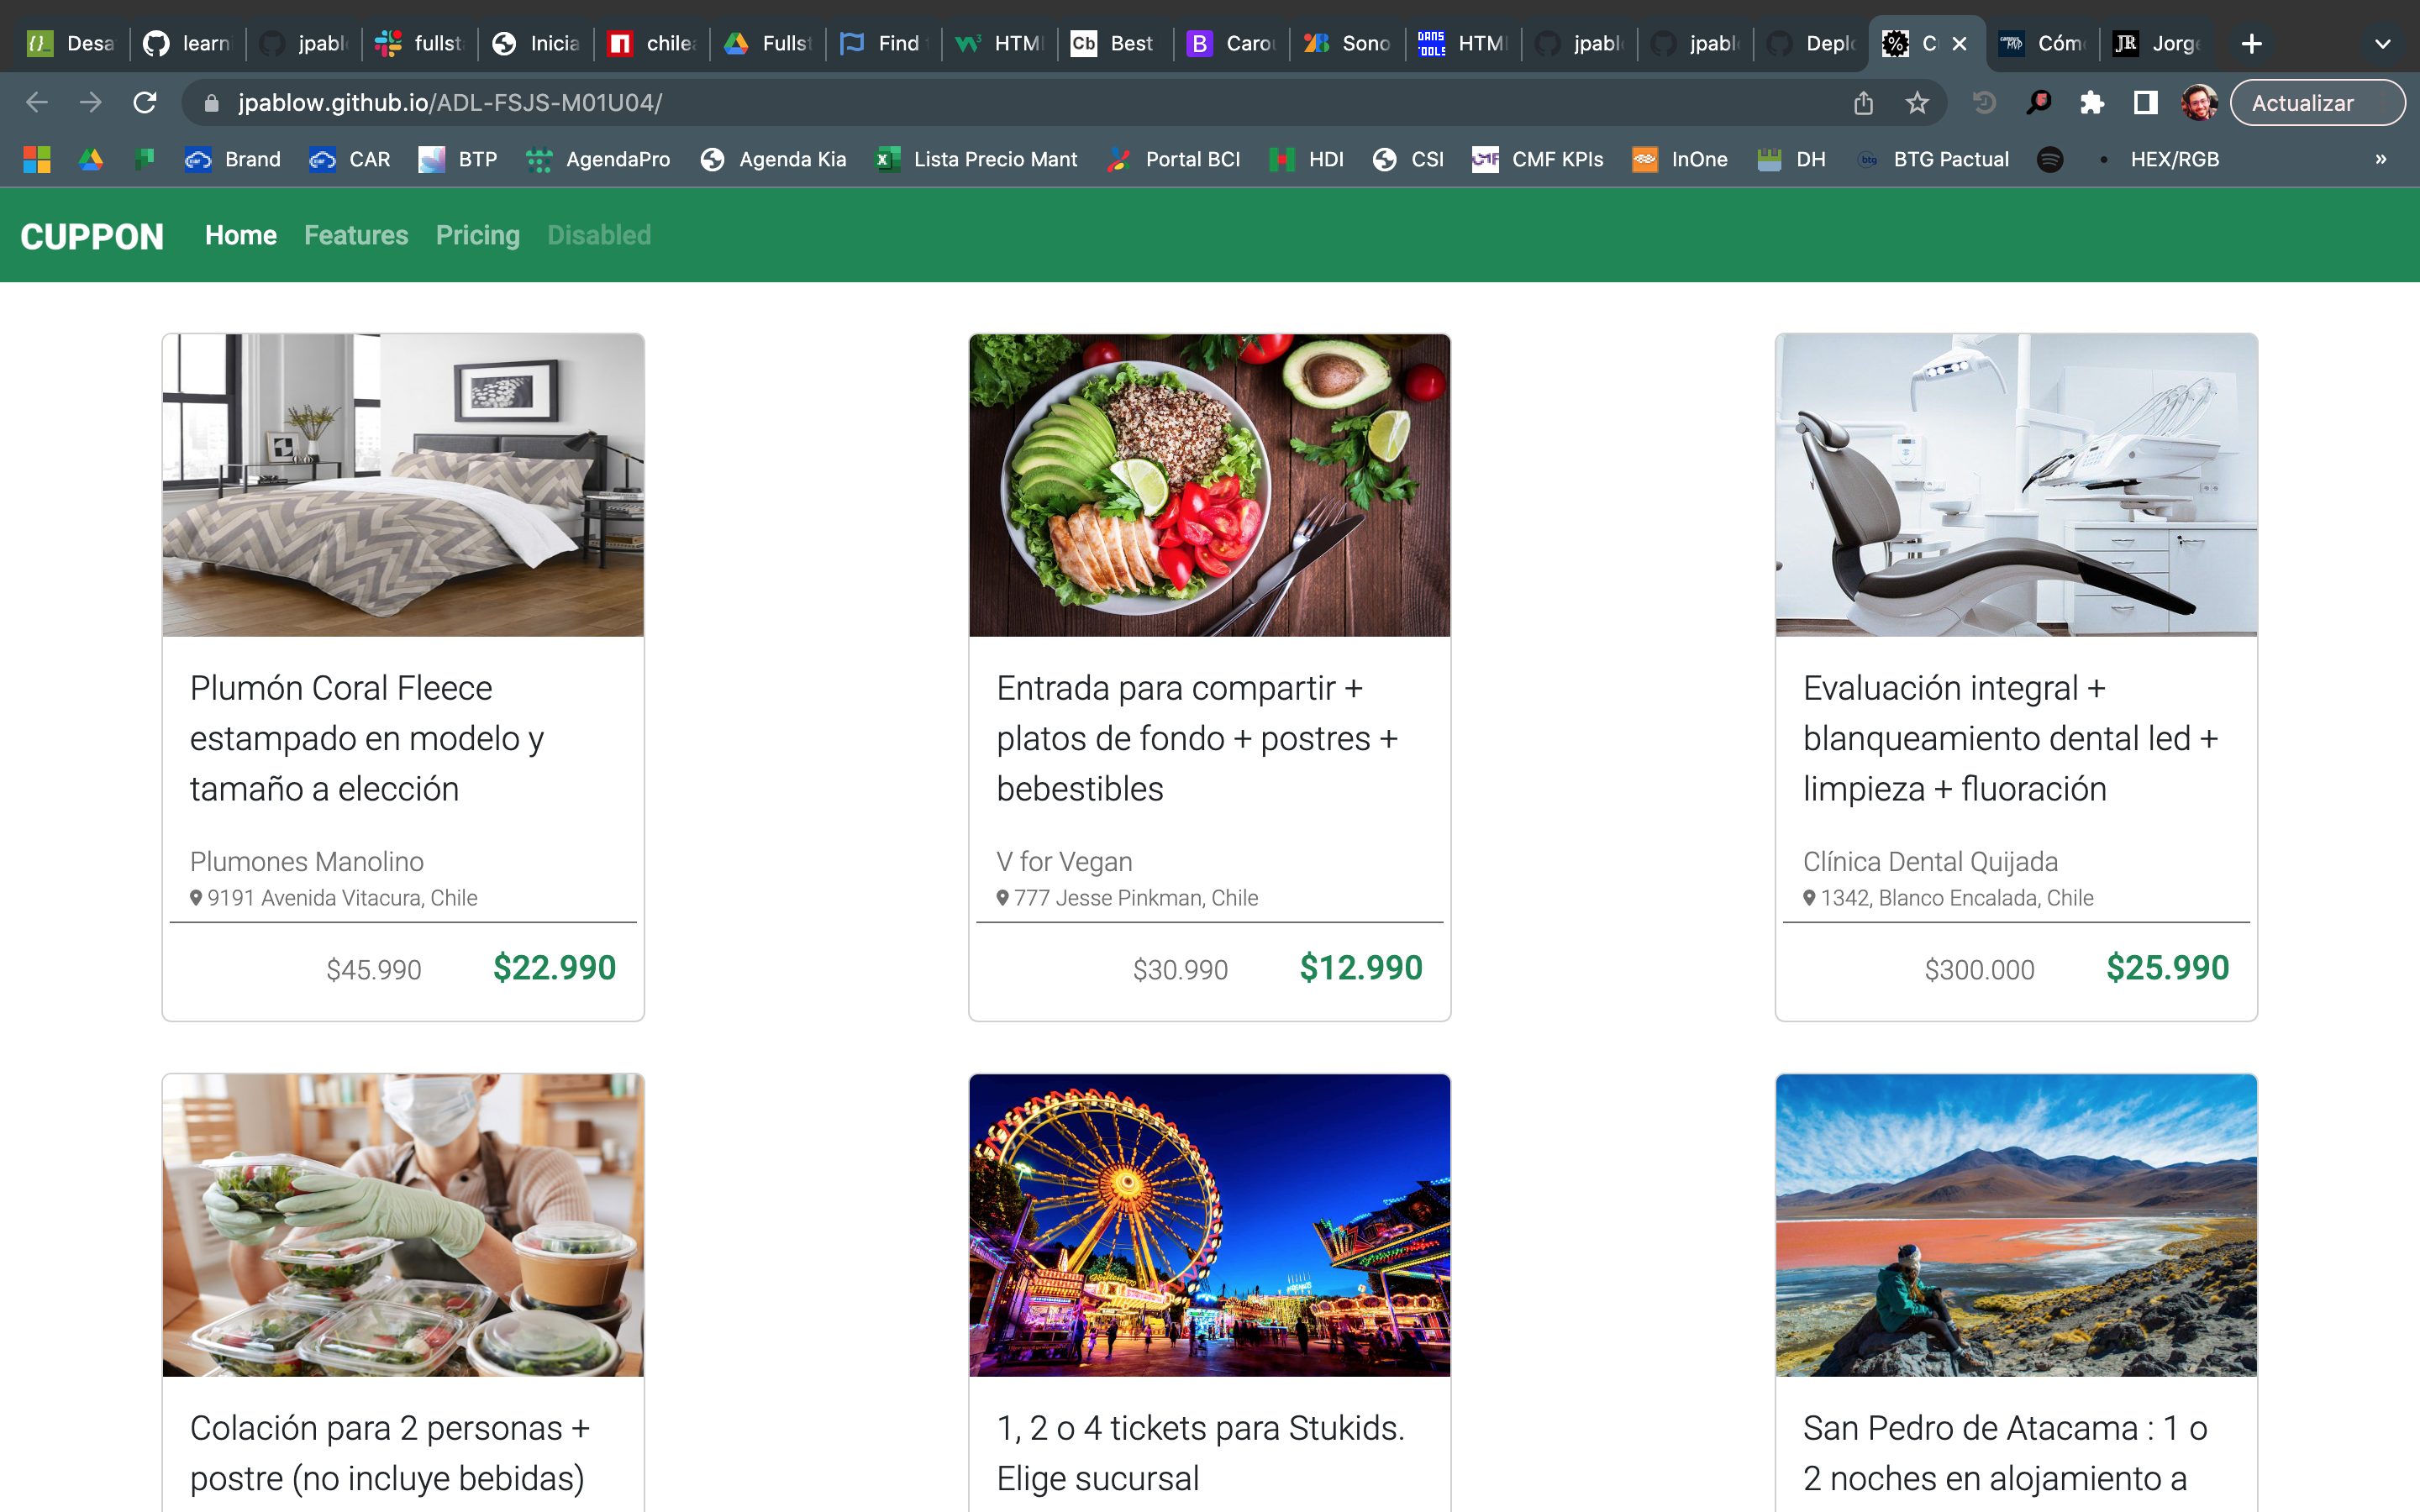 Desa
learn
jpabl
fullst
Inicia
chile
Fullst
Find
HTM
Best
Carou
Sono
HTM
jpabl
jpabl
Deplo
C
Cóm
Jorge
jpablow.github.io/ADL-FSJS-M01U04/
Actualizar
Brand
CAR
BTP
AgendaPro
Agenda Kia
Lista Precio Mant
Portal BCI
HDI
CSI
CMF KPIs
InOne
DH
BTG Pactual
HEX/RGB
»
CUPPON
Home
Features
Pricing
Disabled
Plumón Coral Fleece
estampado en modelo y
tamaño a elección
Plumones Manolino
9191 Avenida Vitacura, Chile
$45.990
$22.990
Entrada para compartir +
platos de fondo + postres +
bebestibles
V for Vegan
777 Jesse Pinkman, Chile
$30.990
$12.990
Evaluación integral +
blanqueamiento dental led +
limpieza + fluoración
Clínica Dental Quijada
1342, Blanco Encalada, Chile
$300.000
$25.990
Colación para 2 personas +
postre (no incluye bebidas)
1, 2 o 4 tickets para Stukids.
Elige sucursal
San Pedro de Atacama : 1 o
2 noches en alojamiento a